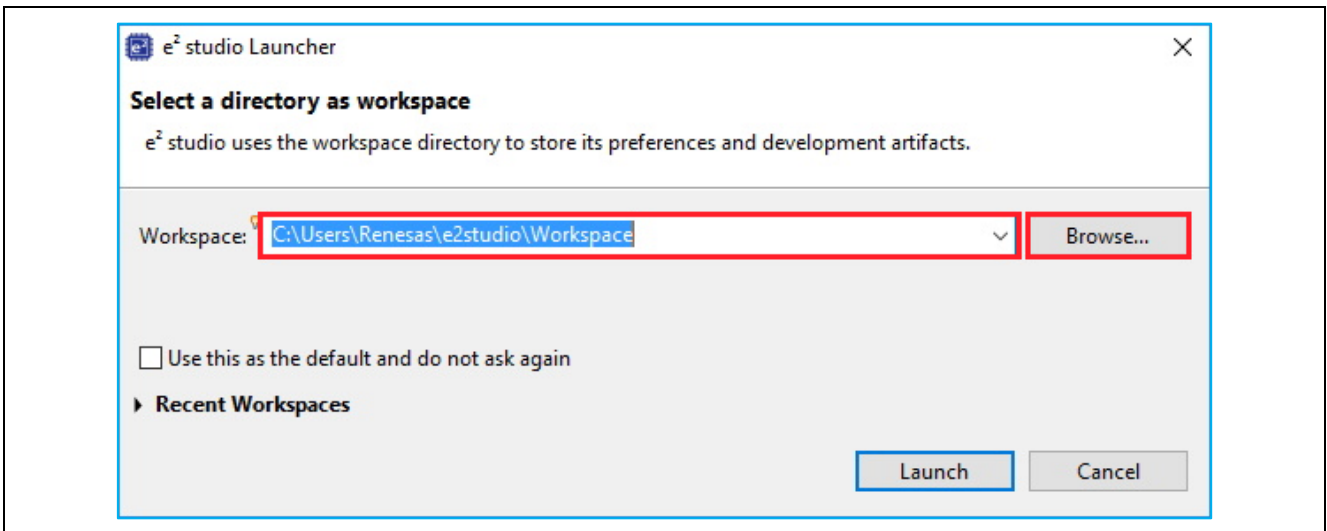 e² studio Launcher
Select a directory as workspace
e² studio uses the workspace directory to store its preferences and development artifacts.
Workspace: C:\Users\Renesas\e2studio\Workspace Browse...
Use this as the default and do not ask again
Recent Workspaces
Launch Cancel